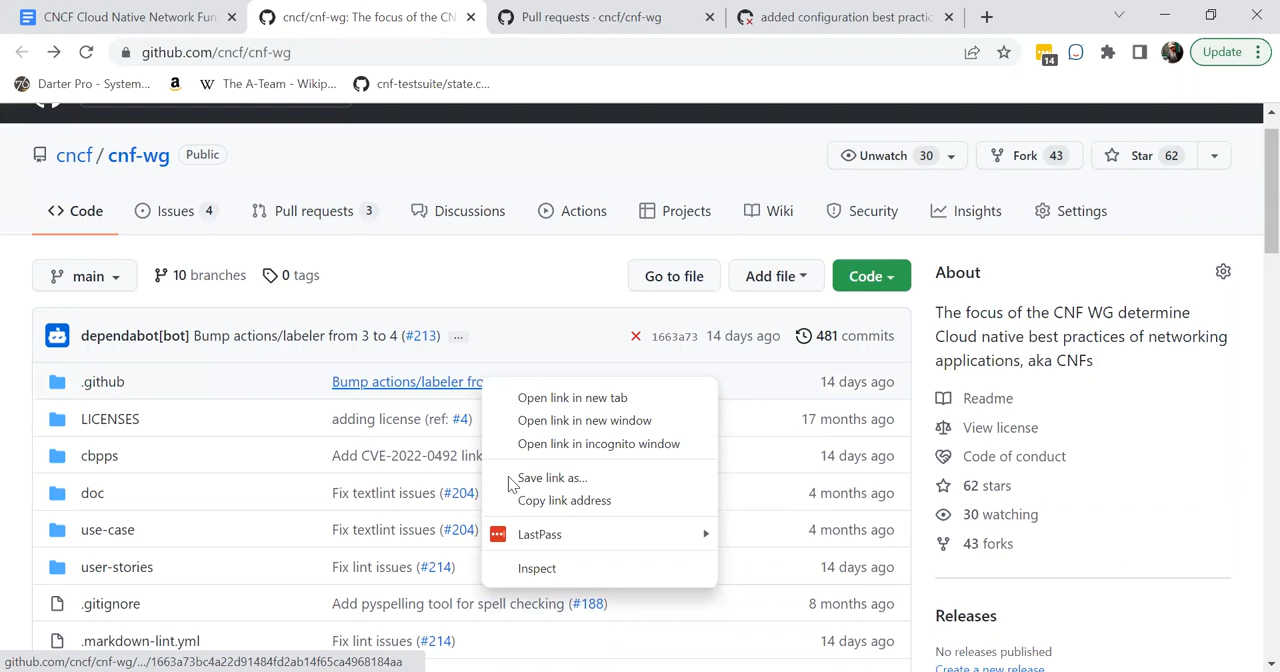 CNCF Cloud Native Network Fun
cncf/cnf-wg: The focus of the CN
Pull requests · cncf/cnf-wg
added configuration best practic
github.com/cncf/cnf-wg
14
Update
76 Darter Pro - System...
a
W The A-Team - Wikip...
cnf-testsuite/state.c...
cncf / cnf-wg Public
Unwatch 30
Fork 43
Star 62
<> Code
Issues 4
Pull requests 3
Discussions
Actions
Projects
Wiki
Security
Insights
Settings
main
10 branches
0 tags
Go to file
Add file
Code
dependabot[bot] Bump actions/labeler from 3 to 4 (#213) ...
1663a73 14 days ago
481 commits
.github Bump actions/labeler fro 14 days ago
LICENSES adding license (ref: #4) 17 months ago
cbpps Add CVE-2022-0492 link 14 days ago
doc Fix textlint issues (#204) 4 months ago
use-case Fix textlint issues (#204) 4 months ago
user-stories Fix lint issues (#214) 14 days ago
.gitignore Add pyspelling tool for spell checking (#188) 8 months ago
.markdown-lint.yml Fix lint issues (#214) 14 days ago
Open link in new tab
Open link in new window
Open link in incognito window
Save link as...
Copy link address
LastPass
Inspect
About
The focus of the CNF WG determine
Cloud native best practices of networking
applications, aka CNFs
Readme
View license
Code of conduct
62 stars
30 watching
43 forks
Releases
No releases published
Create a new release
github.com/cncf/cnf-wg/.../1663a73bc4a22d91484fd2ab14f65ca4968184aa